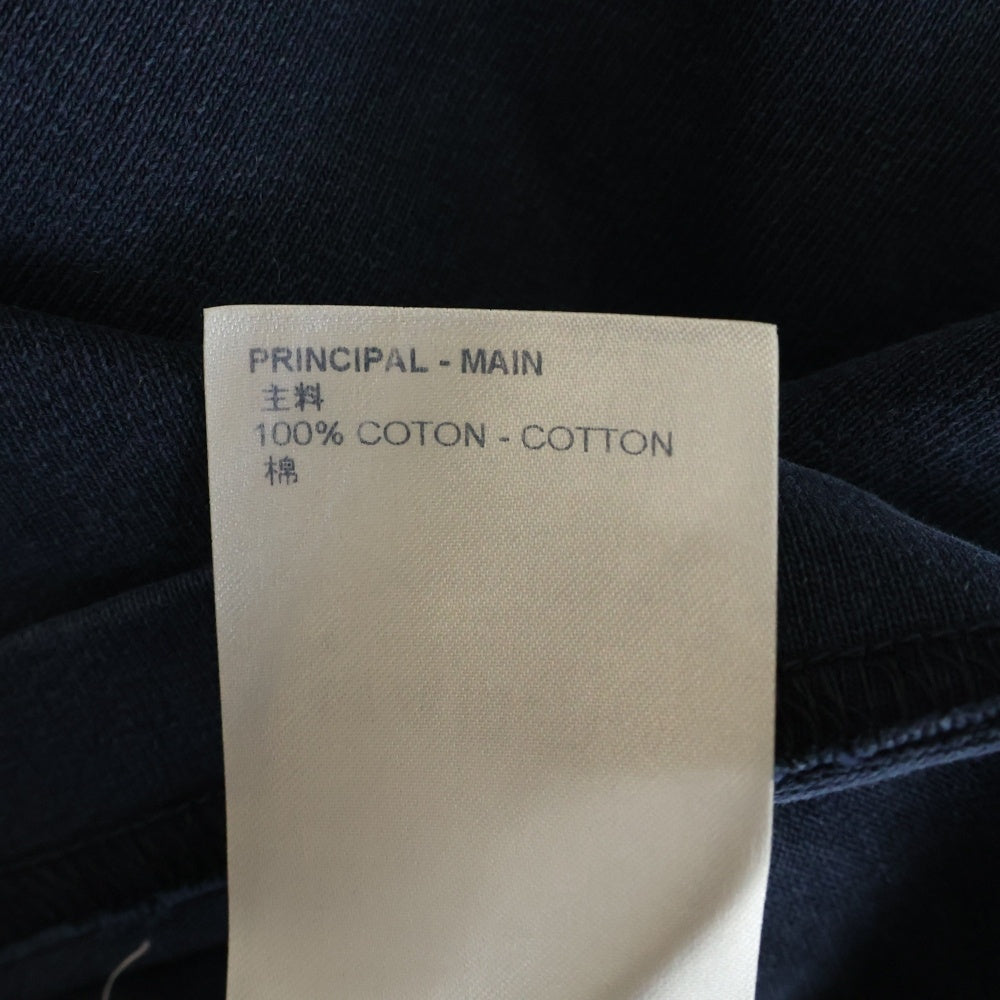 PRINCIPAL - MAIN
主料
100% COTON - COTTON
棉